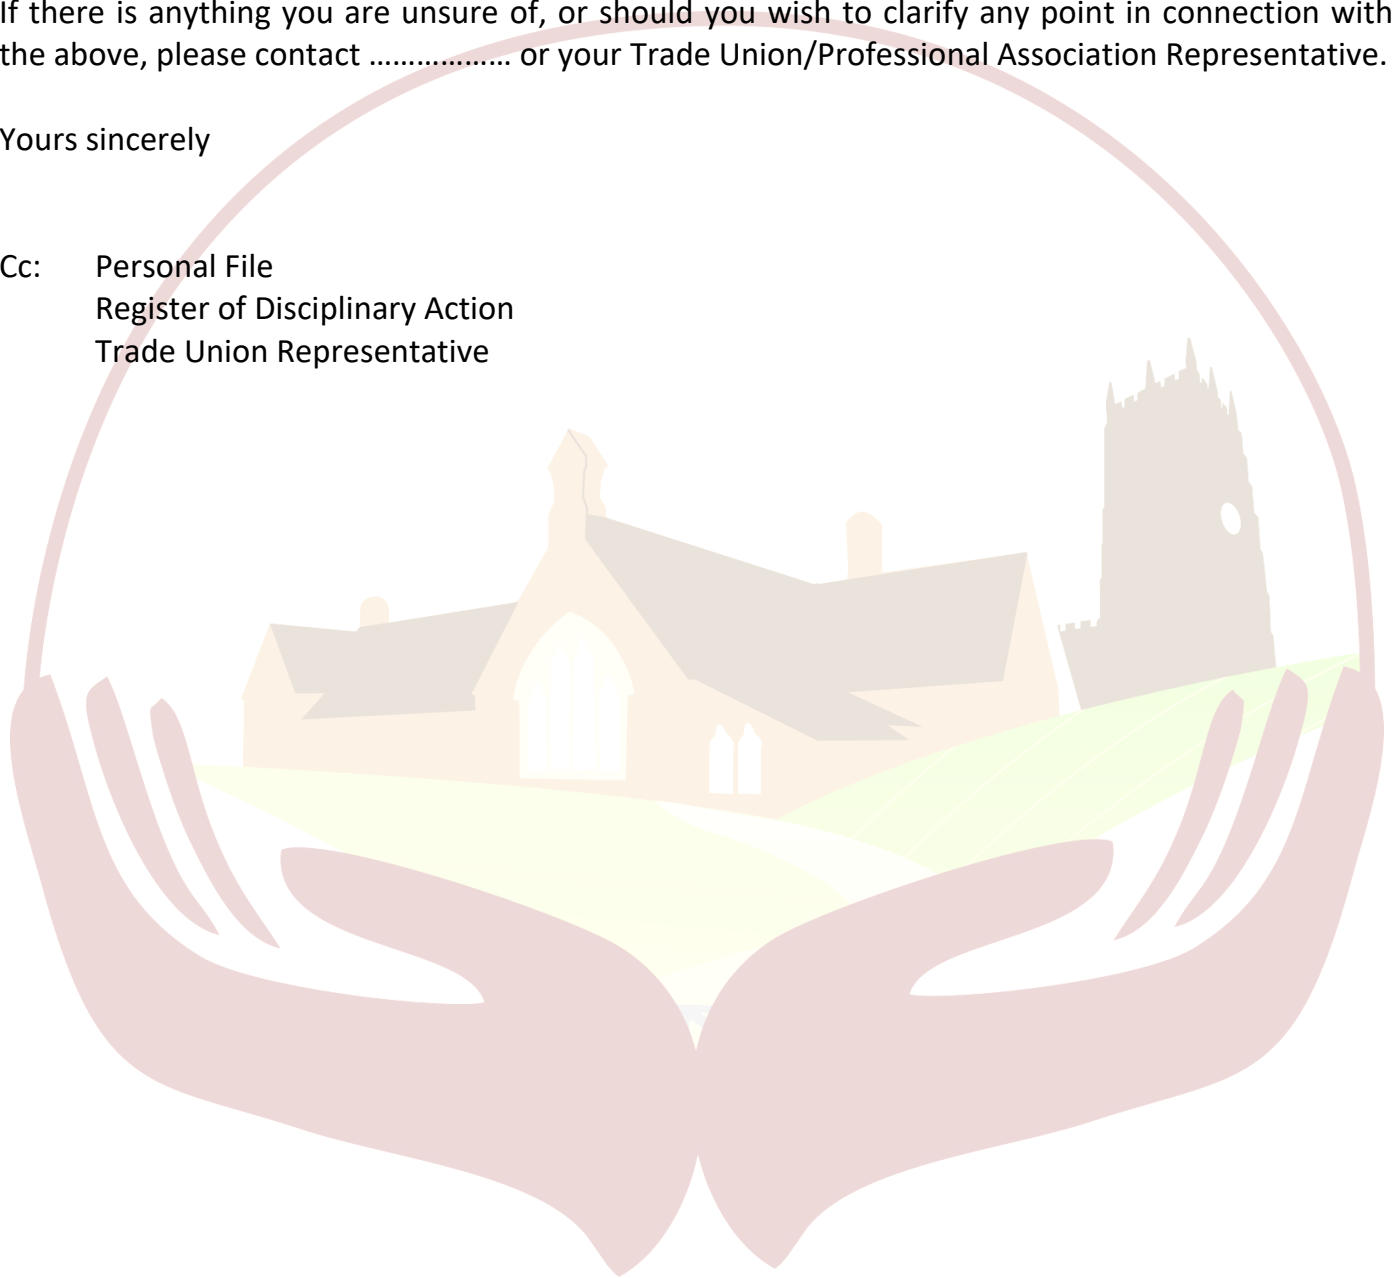 If there is anything you are unsure of, or should you wish to clarify any point in connection with
the above, please contact ……………… or your Trade Union/Professional Association Representative.
Yours sincerely
Cc: Personal File
Register of Disciplinary Action
Trade Union Representative